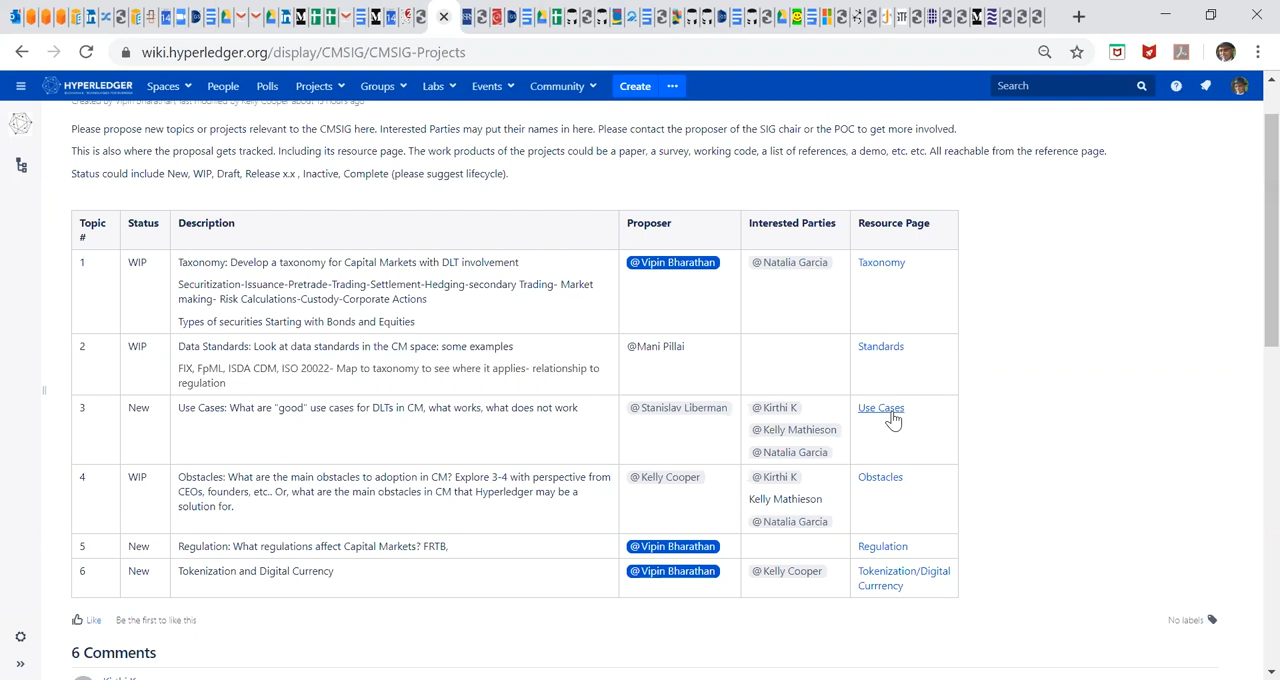 wiki.hyperledger.org/display/CMSIG/CMSIG-Projects
HYPERLEDGER
Spaces
People
Polls
Projects
Groups
Labs
Events
Community
Create
Search
Please propose new topics or projects relevant to the CMSIG here. Interested Parties may put their names in here. Please contact the proposer of the SIG chair or the POC to get more involved.
This is also where the proposal gets tracked. Including its resource page. The work products of the projects could be a paper, a survey, working code, a list of references, a demo, etc. etc. All reachable from the reference page.
Status could include New, WIP, Draft, Release x.x , Inactive, Complete (please suggest lifecycle).
Topic # Status Description Proposer Interested Parties Resource Page
1 WIP Taxonomy: Develop a taxonomy for Capital Markets with DLT involvement @Vipin Bharathan @Natalia Garcia Taxonomy
Securitization-Issuance-Pretrade-Trading-Settlement-Hedging-secondary Trading- Market
making- Risk Calculations-Custody-Corporate Actions
Types of securities Starting with Bonds and Equities
2 WIP Data Standards: Look at data standards in the CM space: some examples @Mani Pillai Standards
FIX, FpML, ISDA CDM, ISO 20022- Map to taxonomy to see where it applies- relationship to
regulation
3 New Use Cases: What are "good" use cases for DLTs in CM, what works, what does not work @Stanislav Liberman @Kirthi K Use Cases
@Kelly Mathieson
@Natalia Garcia
4 WIP Obstacles: What are the main obstacles to adoption in CM? Explore 3-4 with perspective from @Kelly Cooper @Kirthi K Obstacles
CEOs, founders, etc.. Or, what are the main obstacles in CM that Hyperledger may be a Kelly Mathieson
solution for.
@Natalia Garcia
5 New Regulation: What regulations affect Capital Markets? FRTB, @Vipin Bharathan Regulation
6 New Tokenization and Digital Currency @Vipin Bharathan @Kelly Cooper Tokenization/Digital
Currrency
Like Be the first to like this No labels
6 Comments